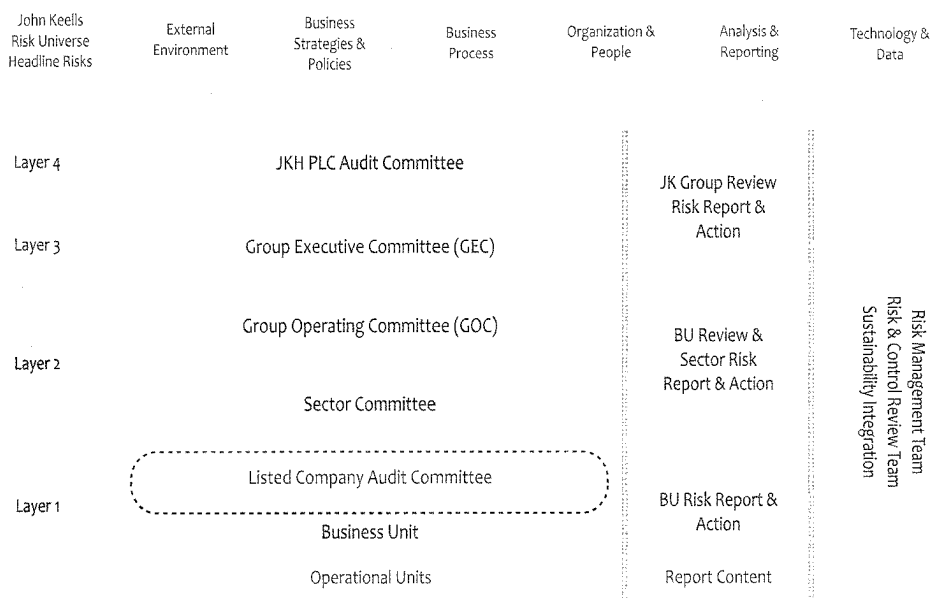 John Keells
Risk Universe
Headline Risks
External
Environment
Business
Strategies &
Policies
Business
Process
Organization &
People
Analysis &
Reporting
Technology &
Data
Layer 4
JKH PLC Audit Committee
JK Group Review
Risk Report &
Action
Layer 3
Group Executive Committee (GEC)
Group Operating Committee (GOC)
Layer 2
BU Review &
Sector Risk
Report & Action
Sector Committee
Listed Company Audit Committee
Layer 1
BU Risk Report &
Action
Business Unit
Operational Units
Report Content
Risk Management Team
Risk & Control Review Team
Sustainability Integration